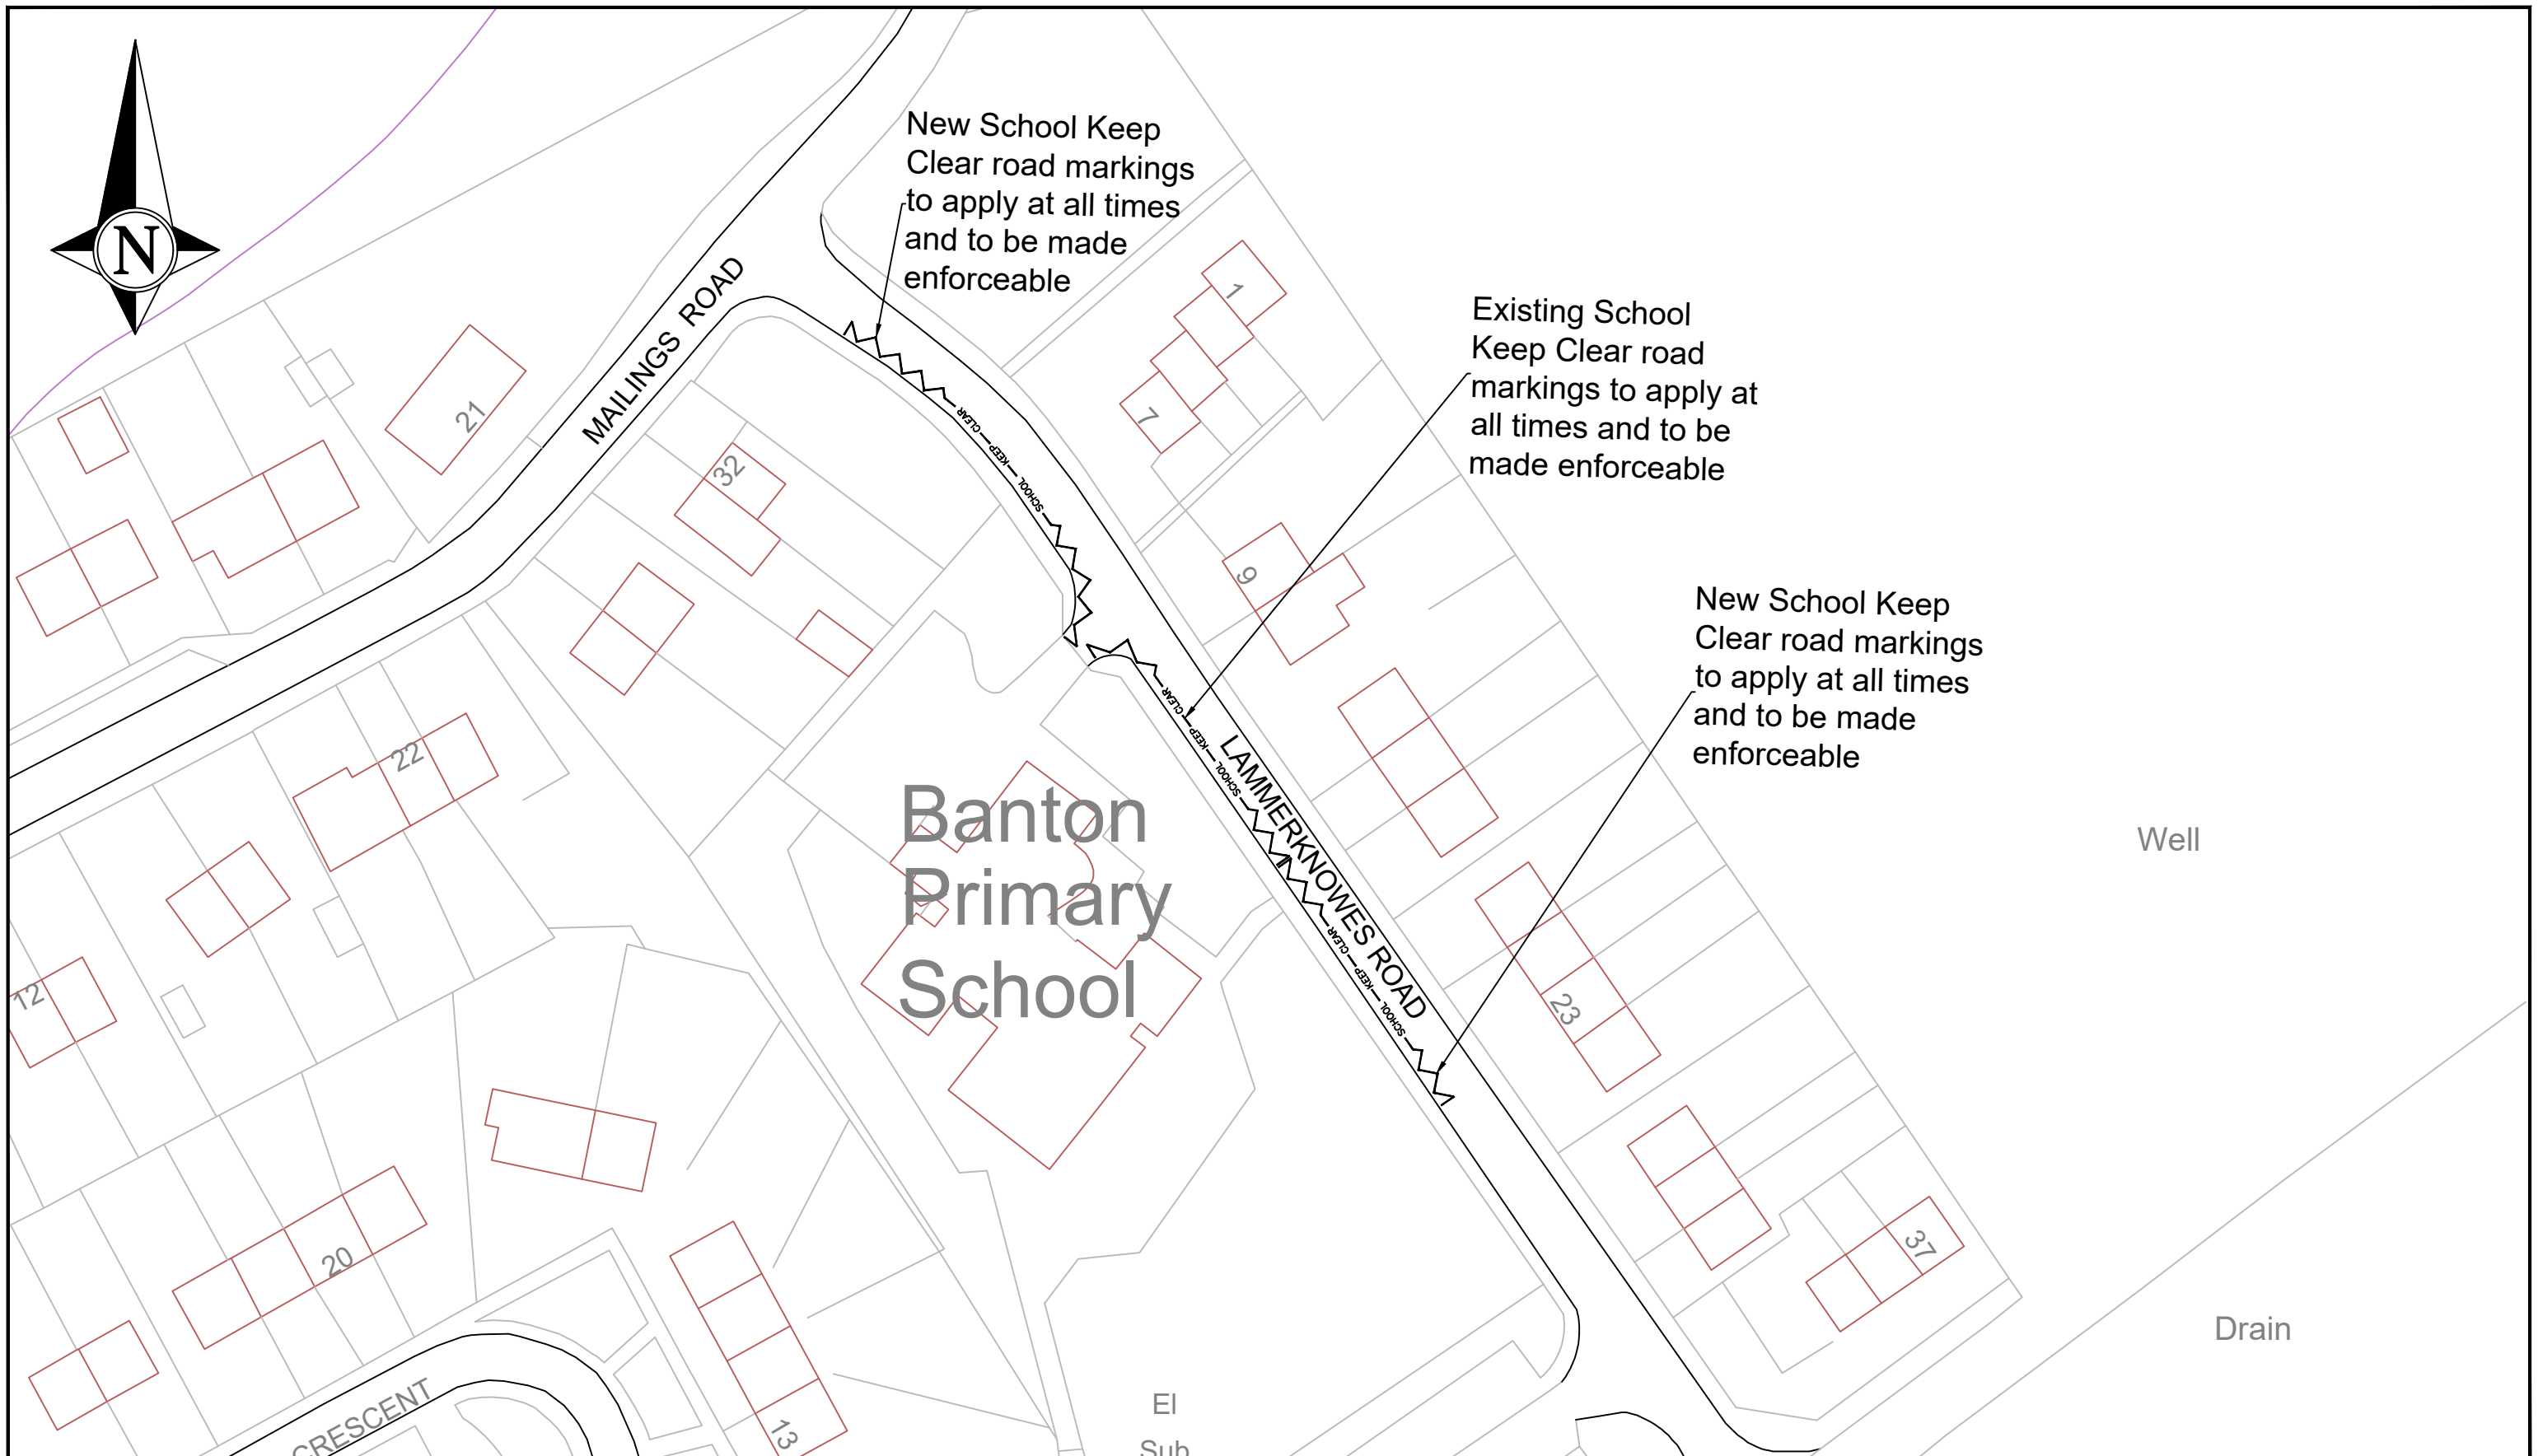 N
New School Keep
Clear road markings
to apply at all times
and to be made
enforceable
MAILINGS ROAD
1
7
21
32
Existing School
Keep Clear road
markings to apply at
all times and to be
made enforceable
CLEAR
KEEP
SCHOOL
9
New School Keep
Clear road markings
to apply at all times
and to be made
enforceable
CLEAR
KEEP
SCHOOL
LAMMERKNOWES ROAD
22
Banton
Primary
School
Well
CLEAR
KEEP
SCHOOL
12
23
20
37
Drain
CRESCENT
13
El
Sub